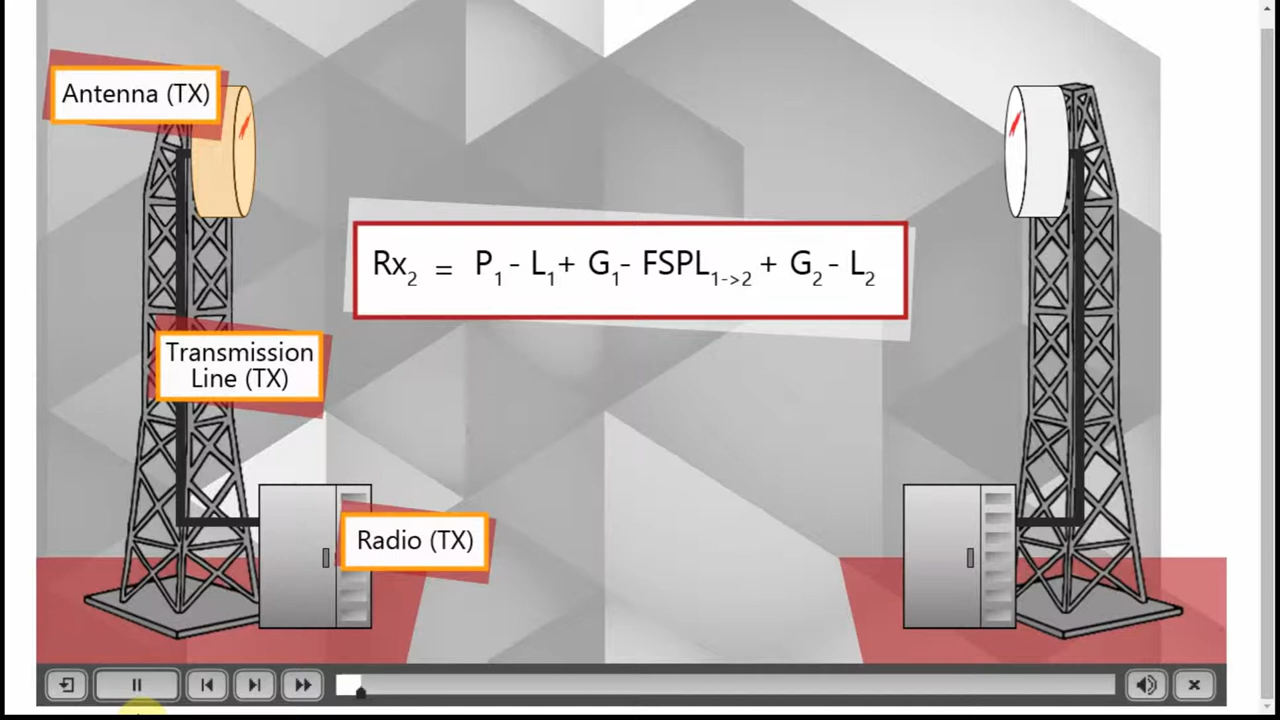 Antenna (TX)
Rx₂ = P₁ - L₁ + G₁ - FSPL₁->₂ + G₂ - L₂
Transmission
Line (TX)
Radio (TX)